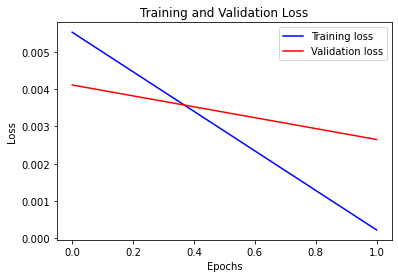 Training and Validation Loss
Training loss
Validation loss
Loss
0.005
0.004
0.003
0.002
0.001
0.000
0.0
0.2
0.4
0.6
0.8
1.0
Epochs